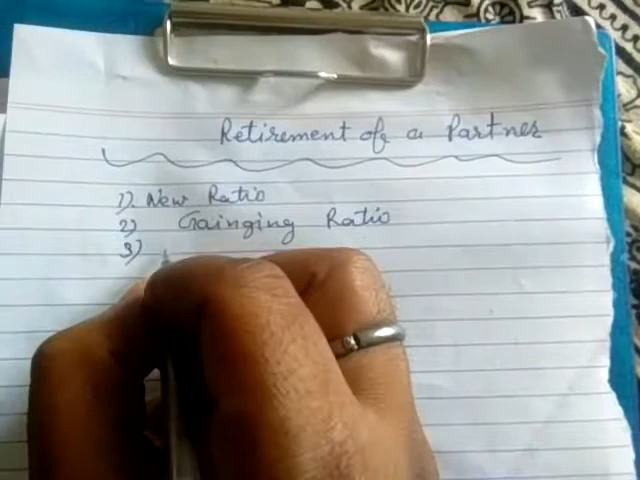 Retirement of a Partner
1) New Ratio
2) Gainging Ratio
3)